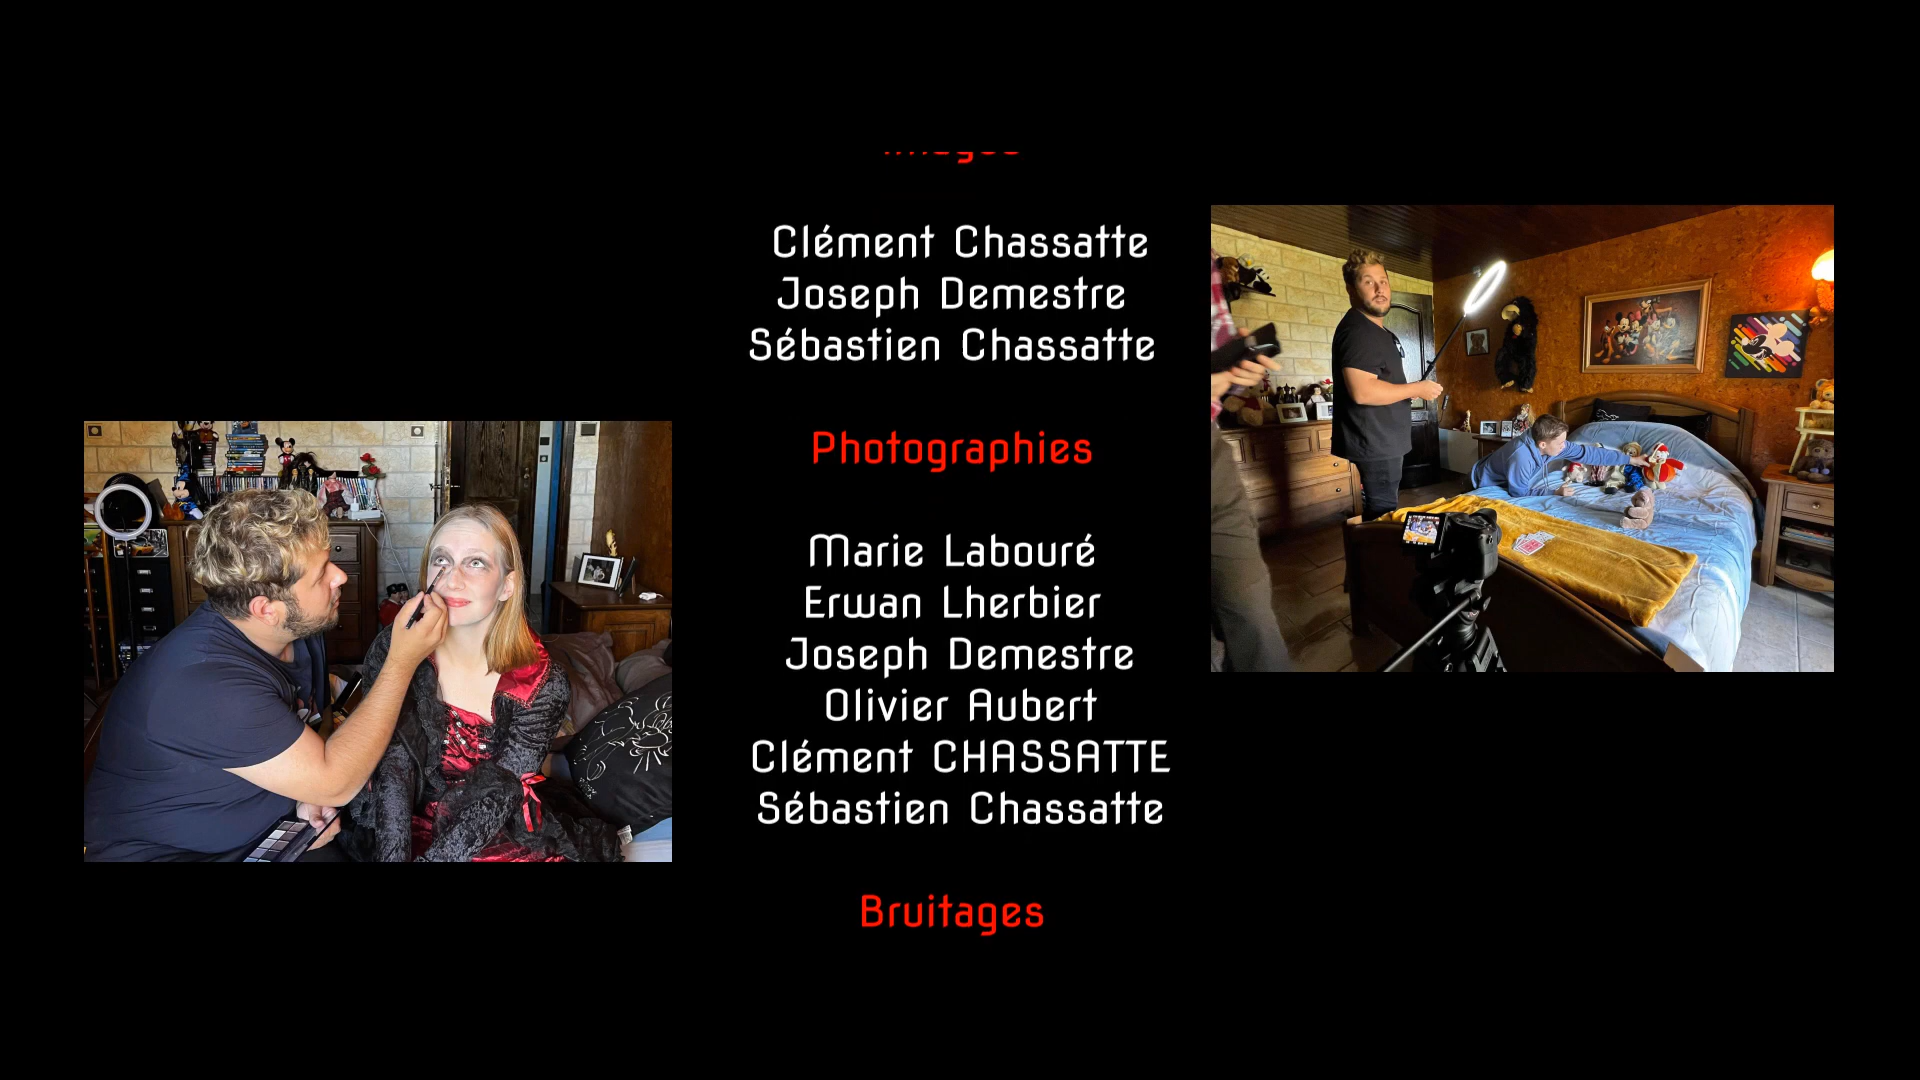 Images
Clément Chassatte
Joseph Demestre
Sébastien Chassatte
Photographies
Marie Labouré
Erwan Lherbier
Joseph Demestre
Olivier Aubert
Clément CHASSATTE
Sébastien Chassatte
Bruitages